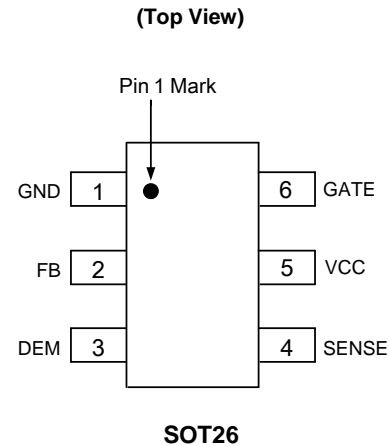 (Top View)
Pin 1 Mark
GND 1 6 GATE
FB 2 5 VCC
DEM 3 4 SENSE
SOT26